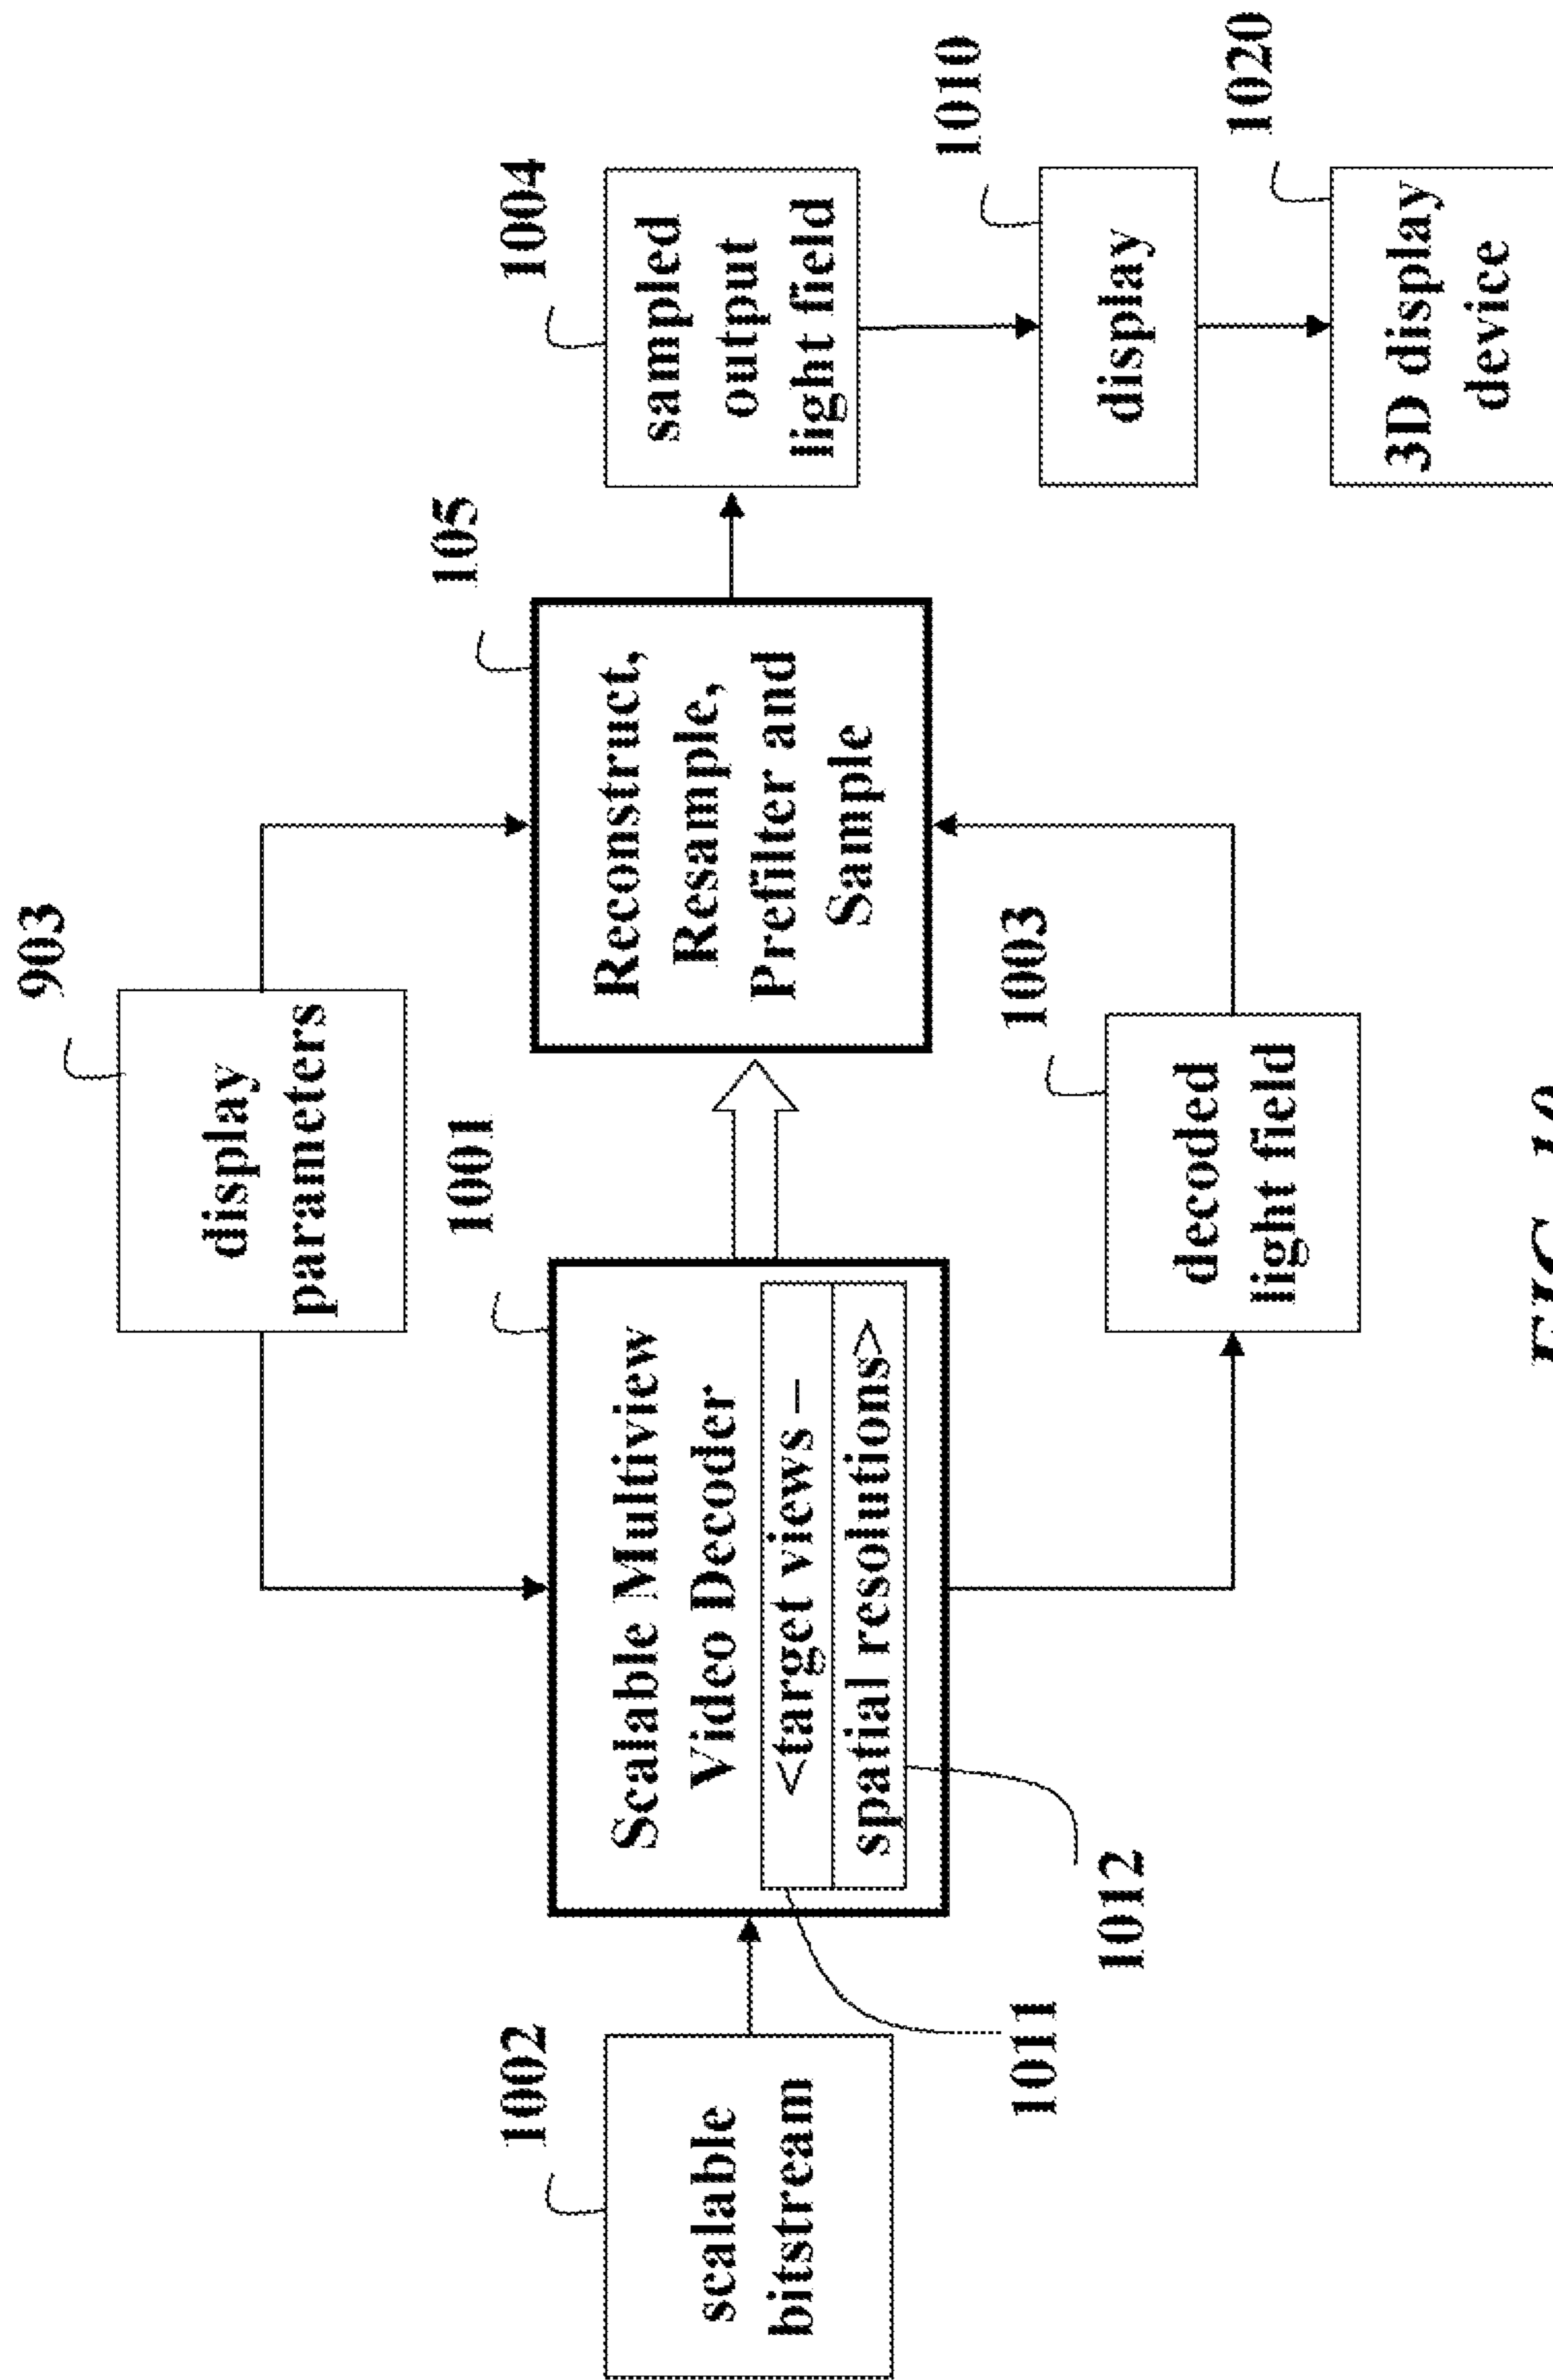 903
display
parameters
1002
scalable
bitstream
1001
Scalable Multiview
Video Decoder
<target views –
spatial resolutions>
1011
1012
105
Reconstruct,
Resample,
Prefilter and
Sample
1003
decoded
light field
1004
sampled
output
light field
1010
display
1020
3D display
device